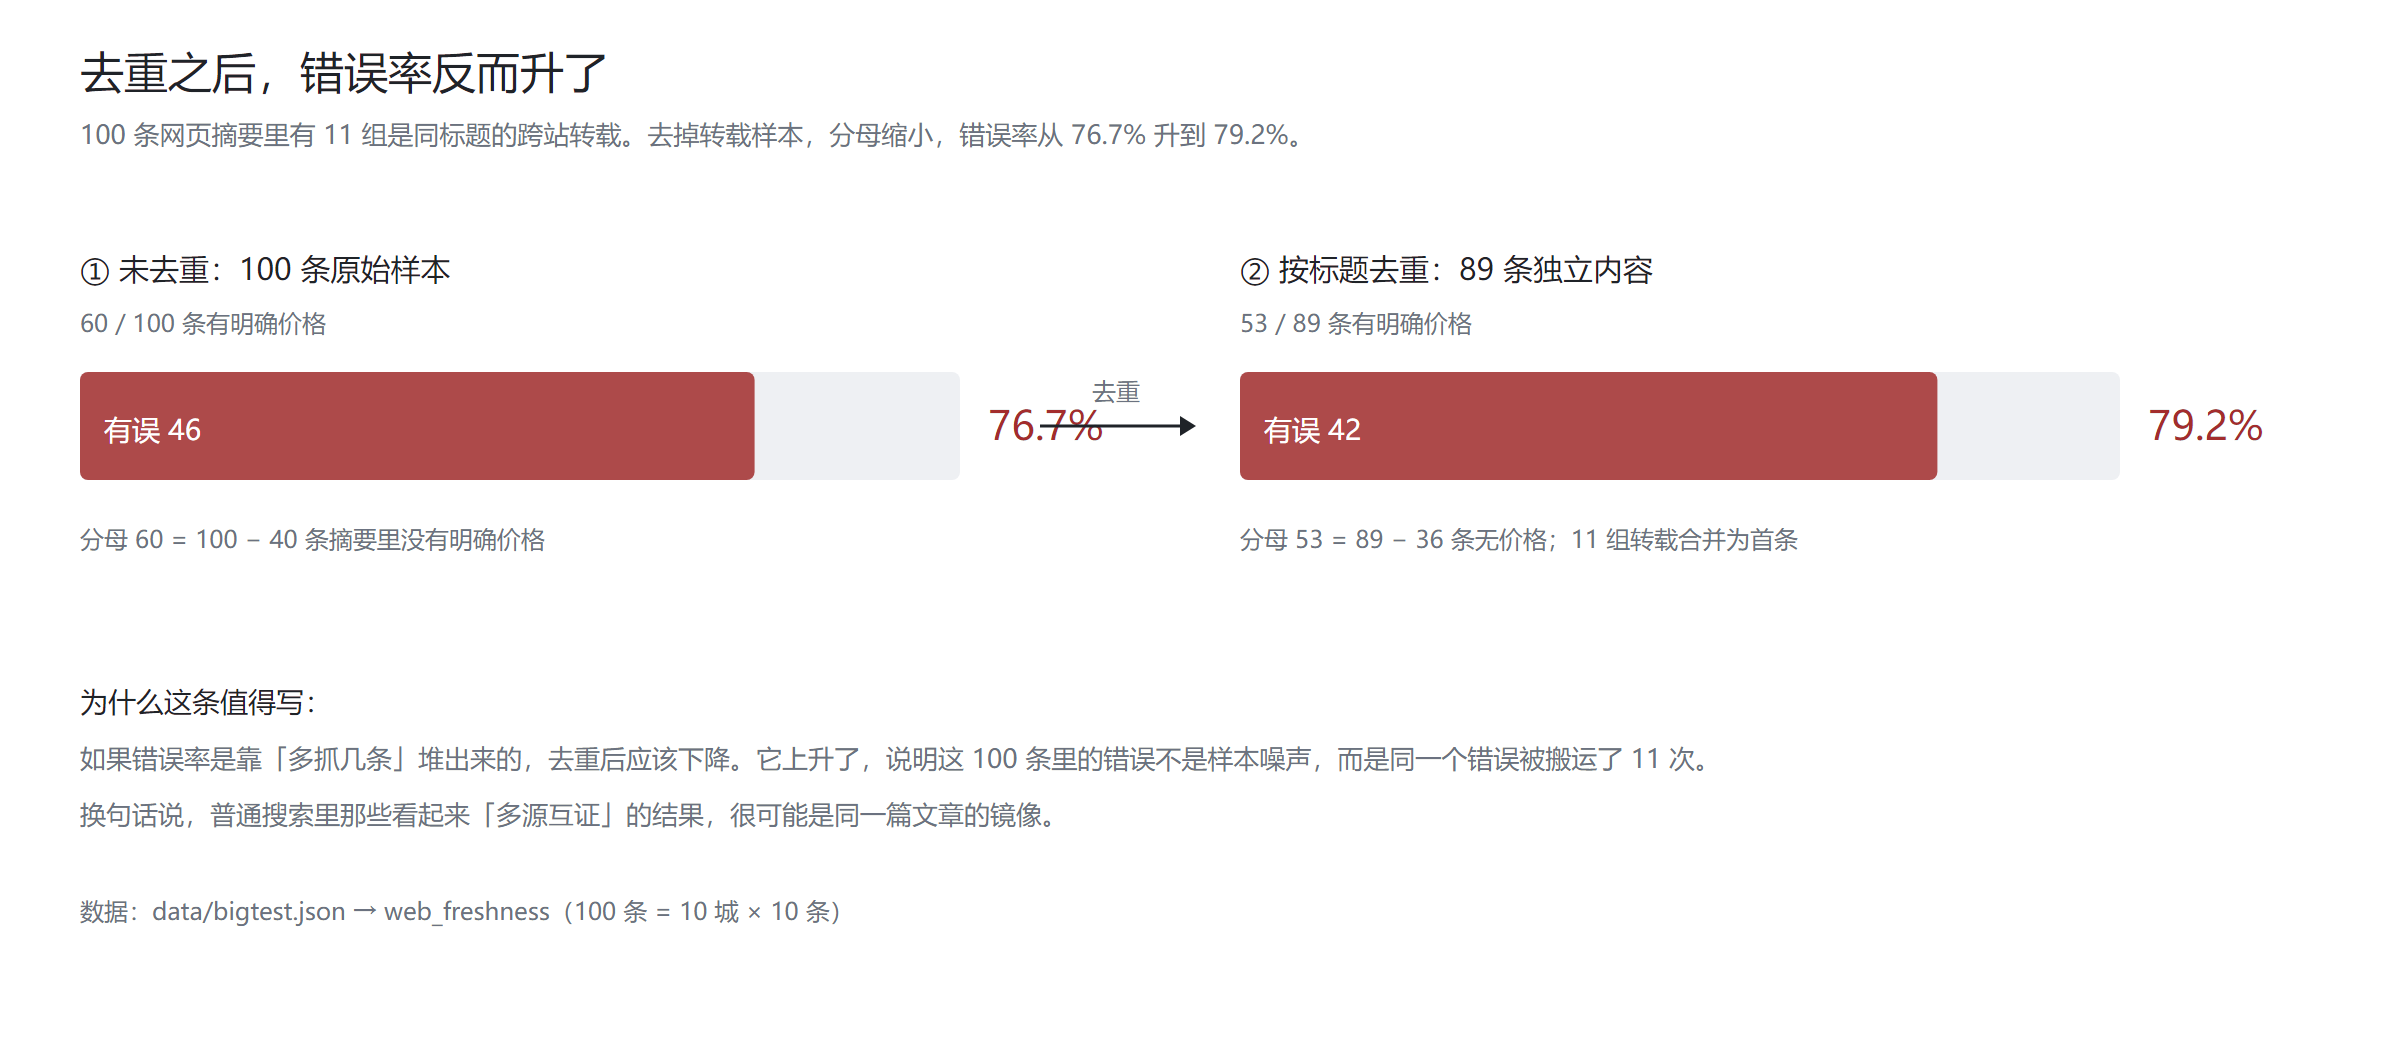 去重之后，错误率反而升了
100 条网页摘要里有 11 组是同标题的跨站转载。去掉转载样本，分母缩小，错误率从 76.7% 升到 79.2%。
① 未去重：100 条原始样本
60 / 100 条有明确价格
有误 46
76.7%
分母 60 = 100 − 40 条摘要里没有明确价格
去重
② 按标题去重：89 条独立内容
53 / 89 条有明确价格
有误 42
79.2%
分母 53 = 89 − 36 条无价格；11 组转载合并为首条
为什么这条值得写：
如果错误率是靠「多抓几条」堆出来的，去重后应该下降。它上升了，说明这 100 条里的错误不是样本噪声，而是同一个错误被搬运了 11 次。
换句话说，普通搜索里那些看起来「多源互证」的结果，很可能是同一篇文章的镜像。
数据：data/bigtest.json → web_freshness（100 条 = 10 城 × 10 条）